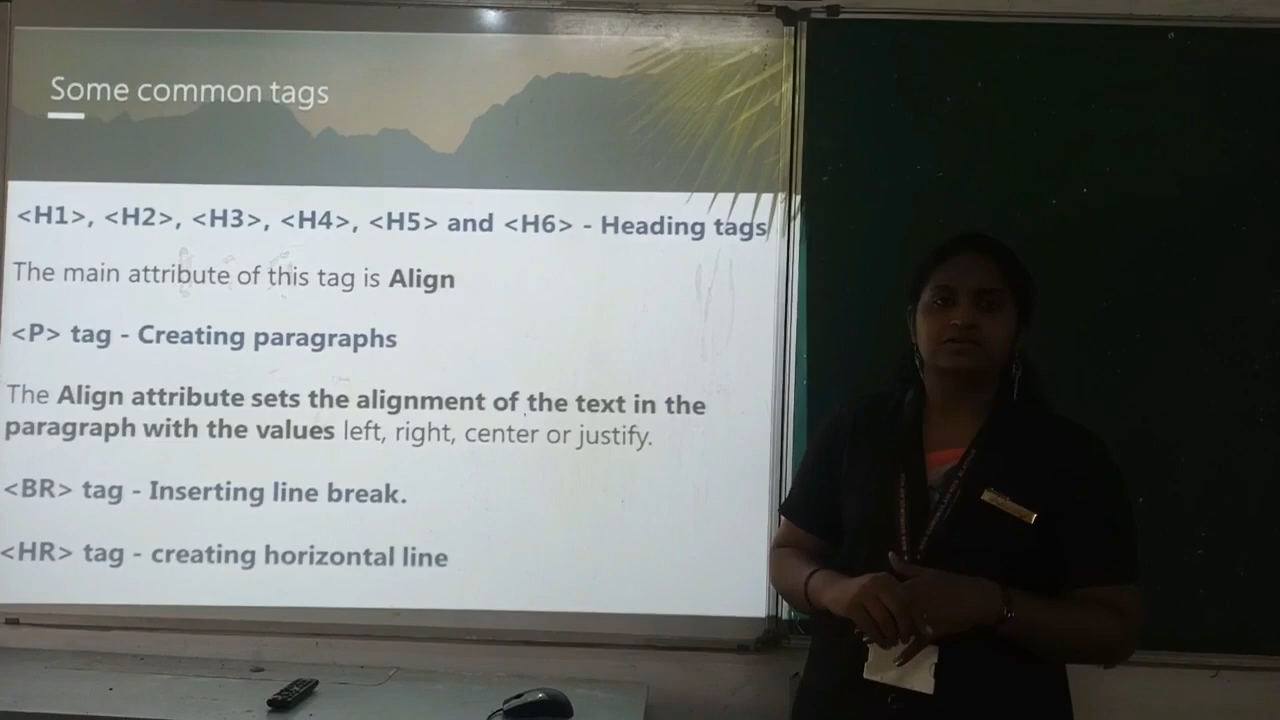 Some common tags
<H1>, <H2>, <H3>, <H4>, <H5> and <H6> - Heading tags
The main attribute of this tag is Align
<P> tag - Creating paragraphs
The Align attribute sets the alignment of the text in the
paragraph with the values left, right, center or justify.
<BR> tag - Inserting line break.
<HR> tag - creating horizontal line